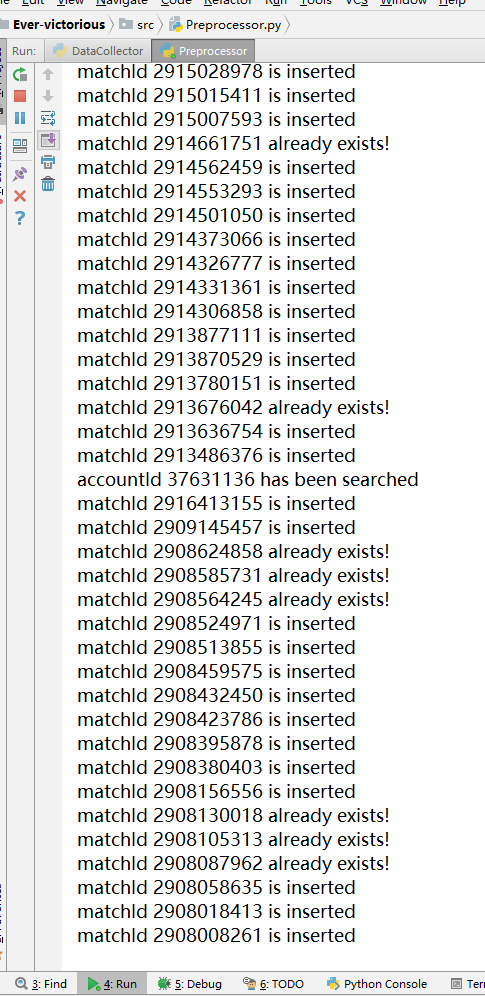 Edit View Navigate Code Refactor Run Tools VCS Window Help
Ever-victorious src Preprocessor.py
Run: DataCollector Preprocessor
matchId 2915028978 is inserted
matchId 2915015411 is inserted
matchId 2915007593 is inserted
matchId 2914661751 already exists!
matchId 2914562459 is inserted
matchId 2914553293 is inserted
matchId 2914501050 is inserted
matchId 2914373066 is inserted
matchId 2914326777 is inserted
matchId 2914331361 is inserted
matchId 2914306858 is inserted
matchId 2913877111 is inserted
matchId 2913870529 is inserted
matchId 2913780151 is inserted
matchId 2913676042 already exists!
matchId 2913636754 is inserted
matchId 2913486376 is inserted
accountId 37631136 has been searched
matchId 2916413155 is inserted
matchId 2909145457 is inserted
matchId 2908624858 already exists!
matchId 2908585731 already exists!
matchId 2908564245 already exists!
matchId 2908524971 is inserted
matchId 2908513855 is inserted
matchId 2908459575 is inserted
matchId 2908432450 is inserted
matchId 2908423786 is inserted
matchId 2908395878 is inserted
matchId 2908380403 is inserted
matchId 2908156556 is inserted
matchId 2908130018 already exists!
matchId 2908105313 already exists!
matchId 2908087962 already exists!
matchId 2908058635 is inserted
matchId 2908018413 is inserted
matchId 2908008261 is inserted
3: Find 4: Run 5: Debug 6: TODO Python Console Ter